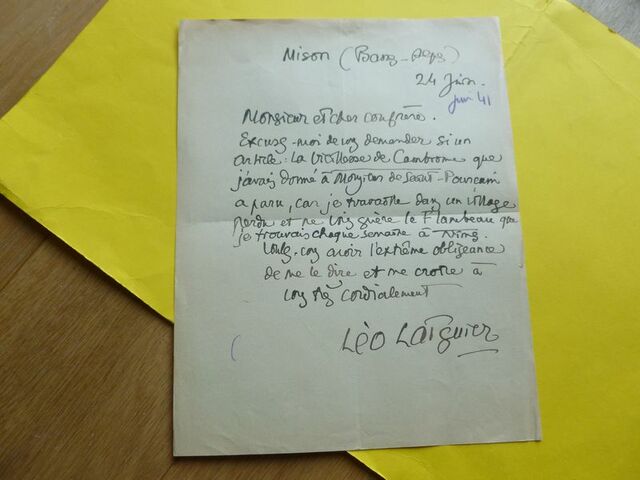 Mison (Bass-Alpes)
24 Juin.
juin 41
Monsieur et cher confrère.
Excusez-moi de vous demander si un
article : la Vieillesse de Cambronne que
j'avais donné à de Saint-Pourçain
a paru, car je travaille dans un village
perdu et ne vois guère le Flambeau que
je trouvais chaque semaine à Nîmes
Voulez-vous avoir l'extrême obligeance
de me le dire et me croire à
vous très cordialement
Léo Larguier